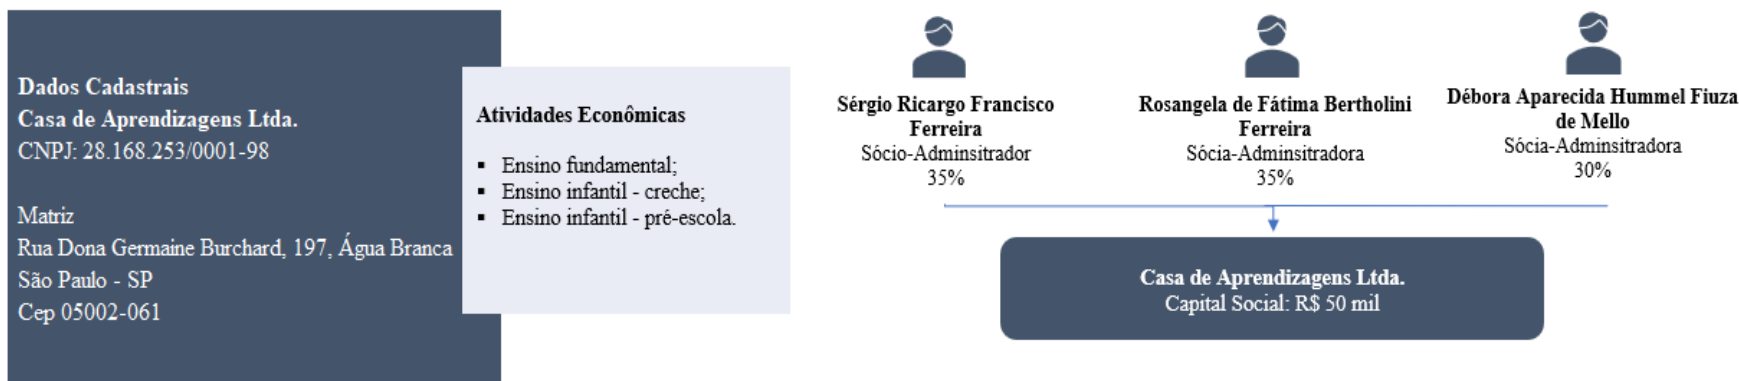 Dados Cadastrais
Casa de Aprendizagens Ltda.
CNPJ: 28.168.253/0001-98
Matriz
Rua Dona Germaine Burchard, 197, Água Branca
São Paulo - SP
Cep 05002-061
Atividades Econômicas
▪ Ensino fundamental;
▪ Ensino infantil - creche;
▪ Ensino infantil - pré-escola.
Sérgio Ricargo Francisco
Ferreira
Sócio-Adminsitrador
35%
Rosangela de Fátima Bertholini
Ferreira
Sócia-Adminsitradora
35%
Débora Aparecida Hummel Fiuza
de Mello
Sócia-Adminsitradora
30%
Casa de Aprendizagens Ltda.
Capital Social: R$ 50 mil